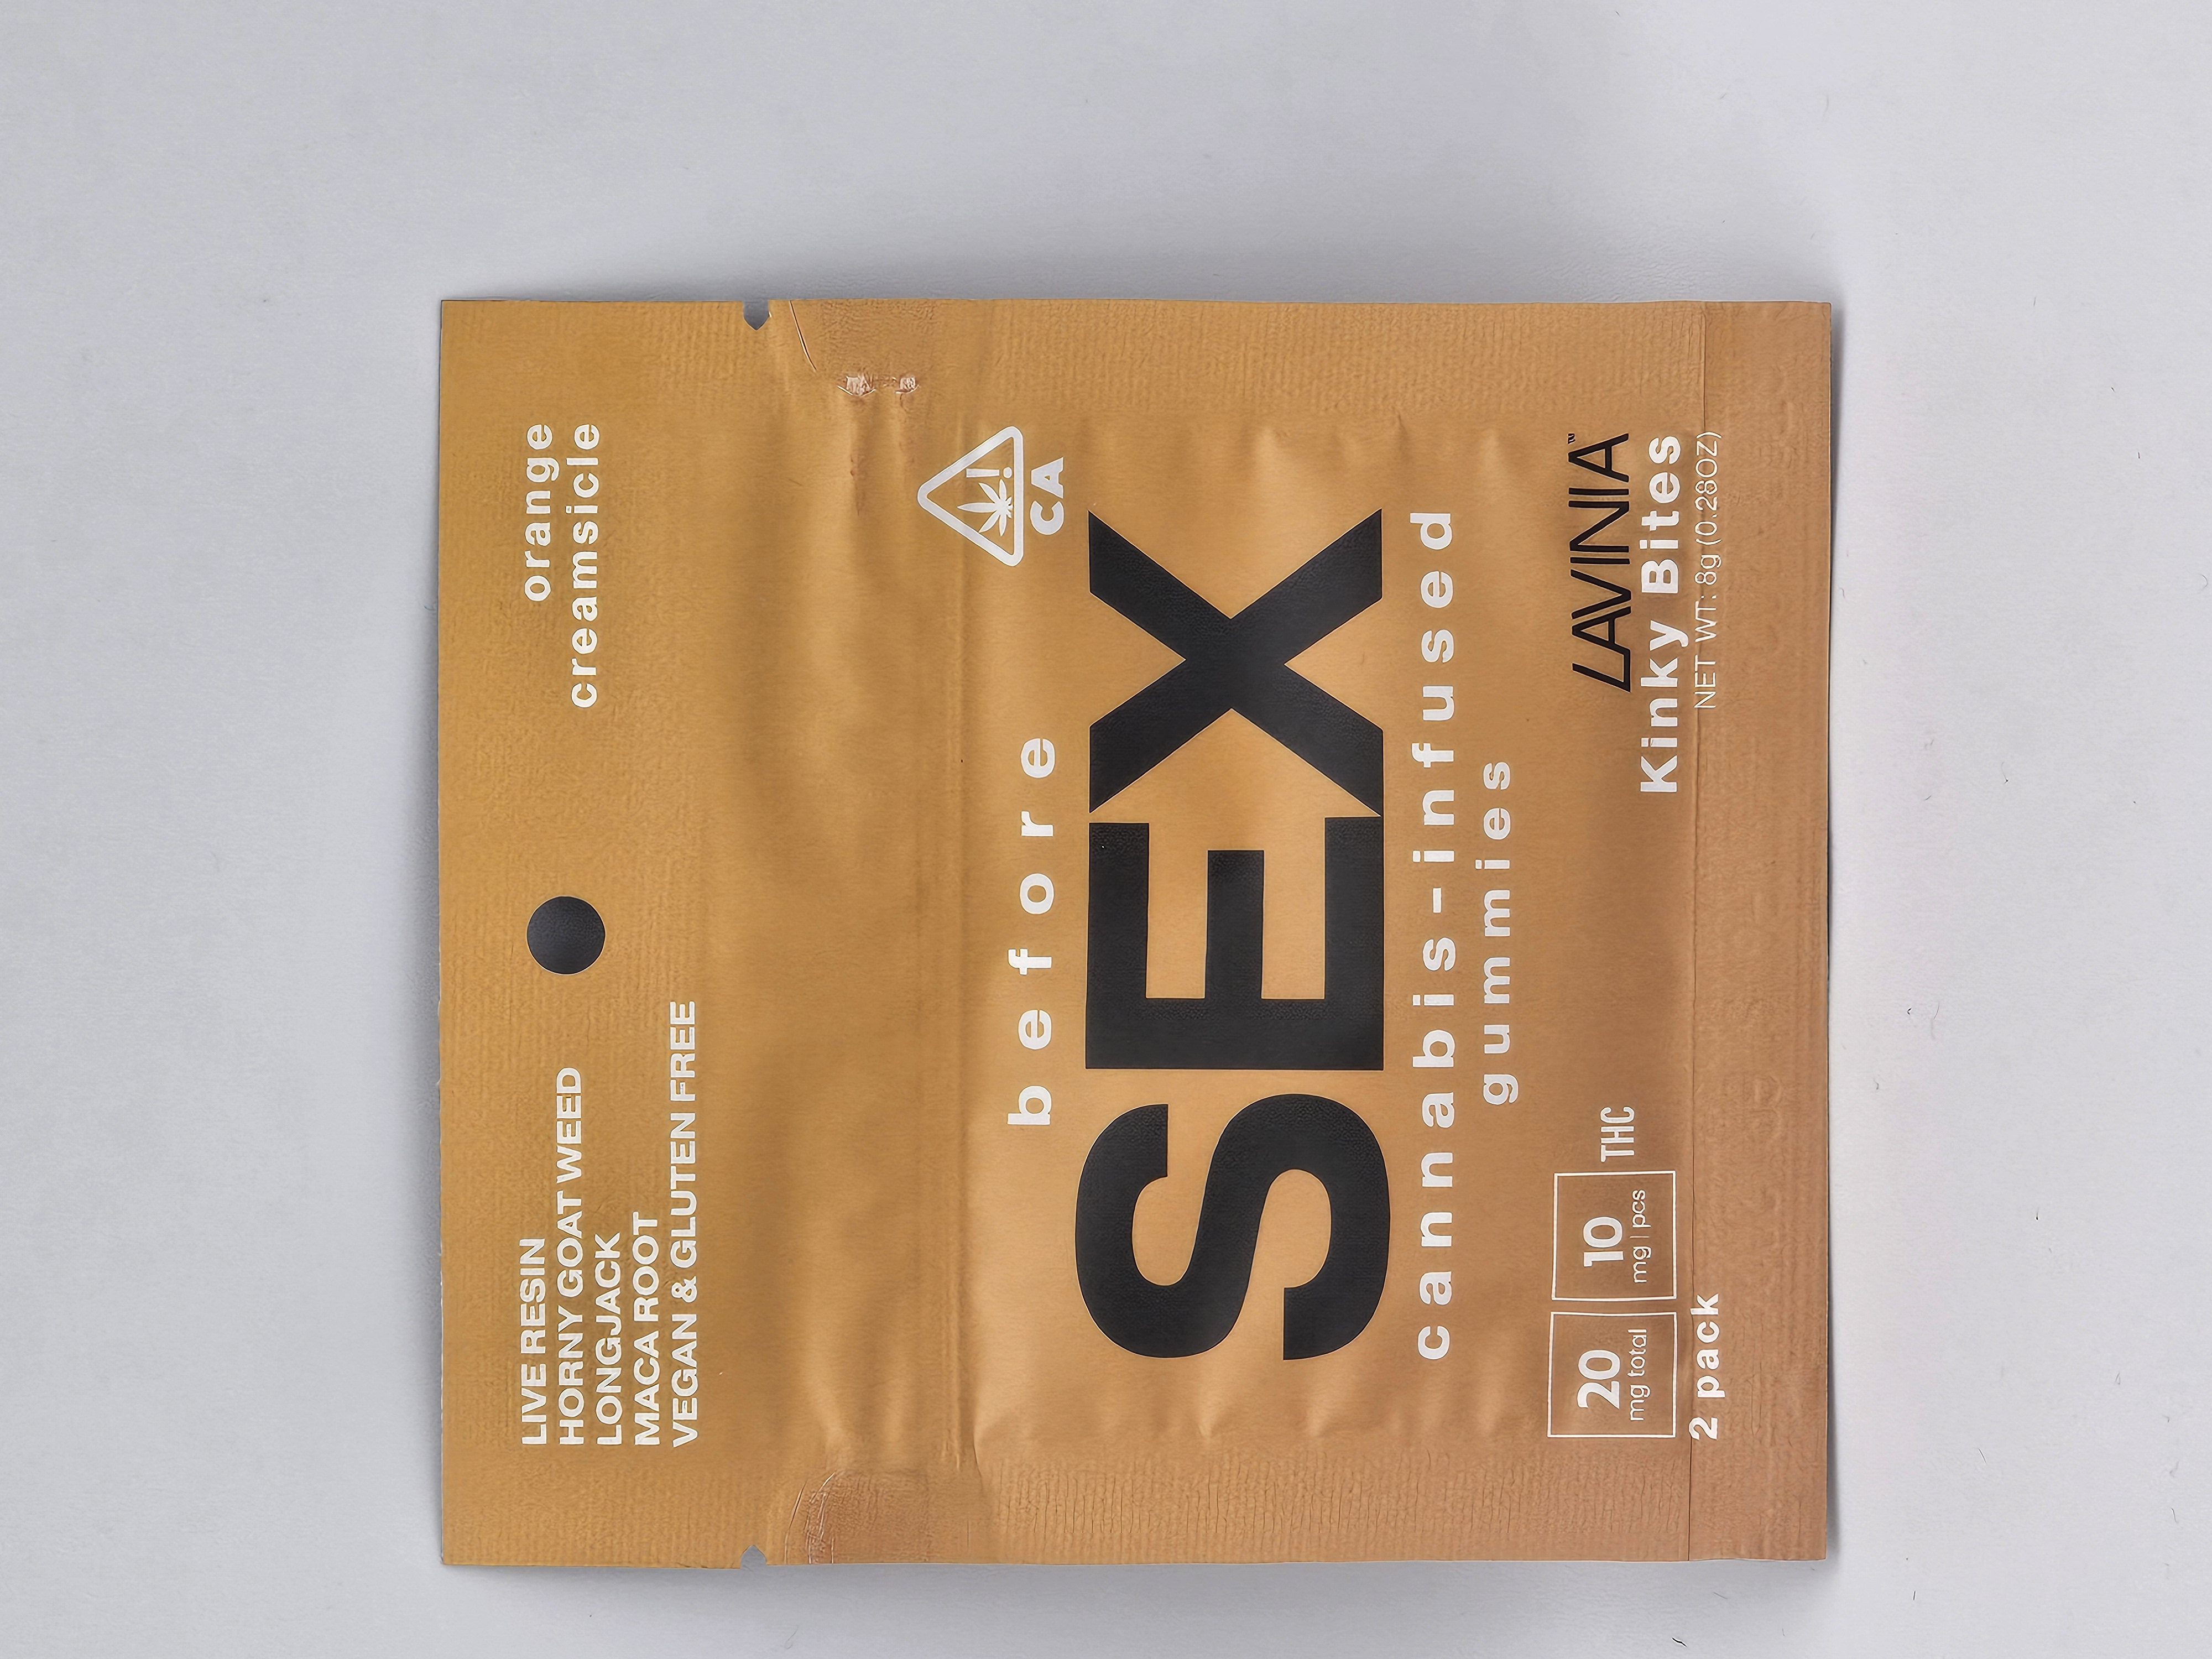 LIVE RESIN
HORNY GOAT WEED
LONGJACK
MACA ROOT
VEGAN & GLUTEN FREE
orange
creamsicle
CA
before
SEX
cannabis-infused
gummies
20
mg total
10
mg | pcs
THC
2 pack
LAVINIA™
Kinky Bites
NET WT: 8g (0.28OZ)